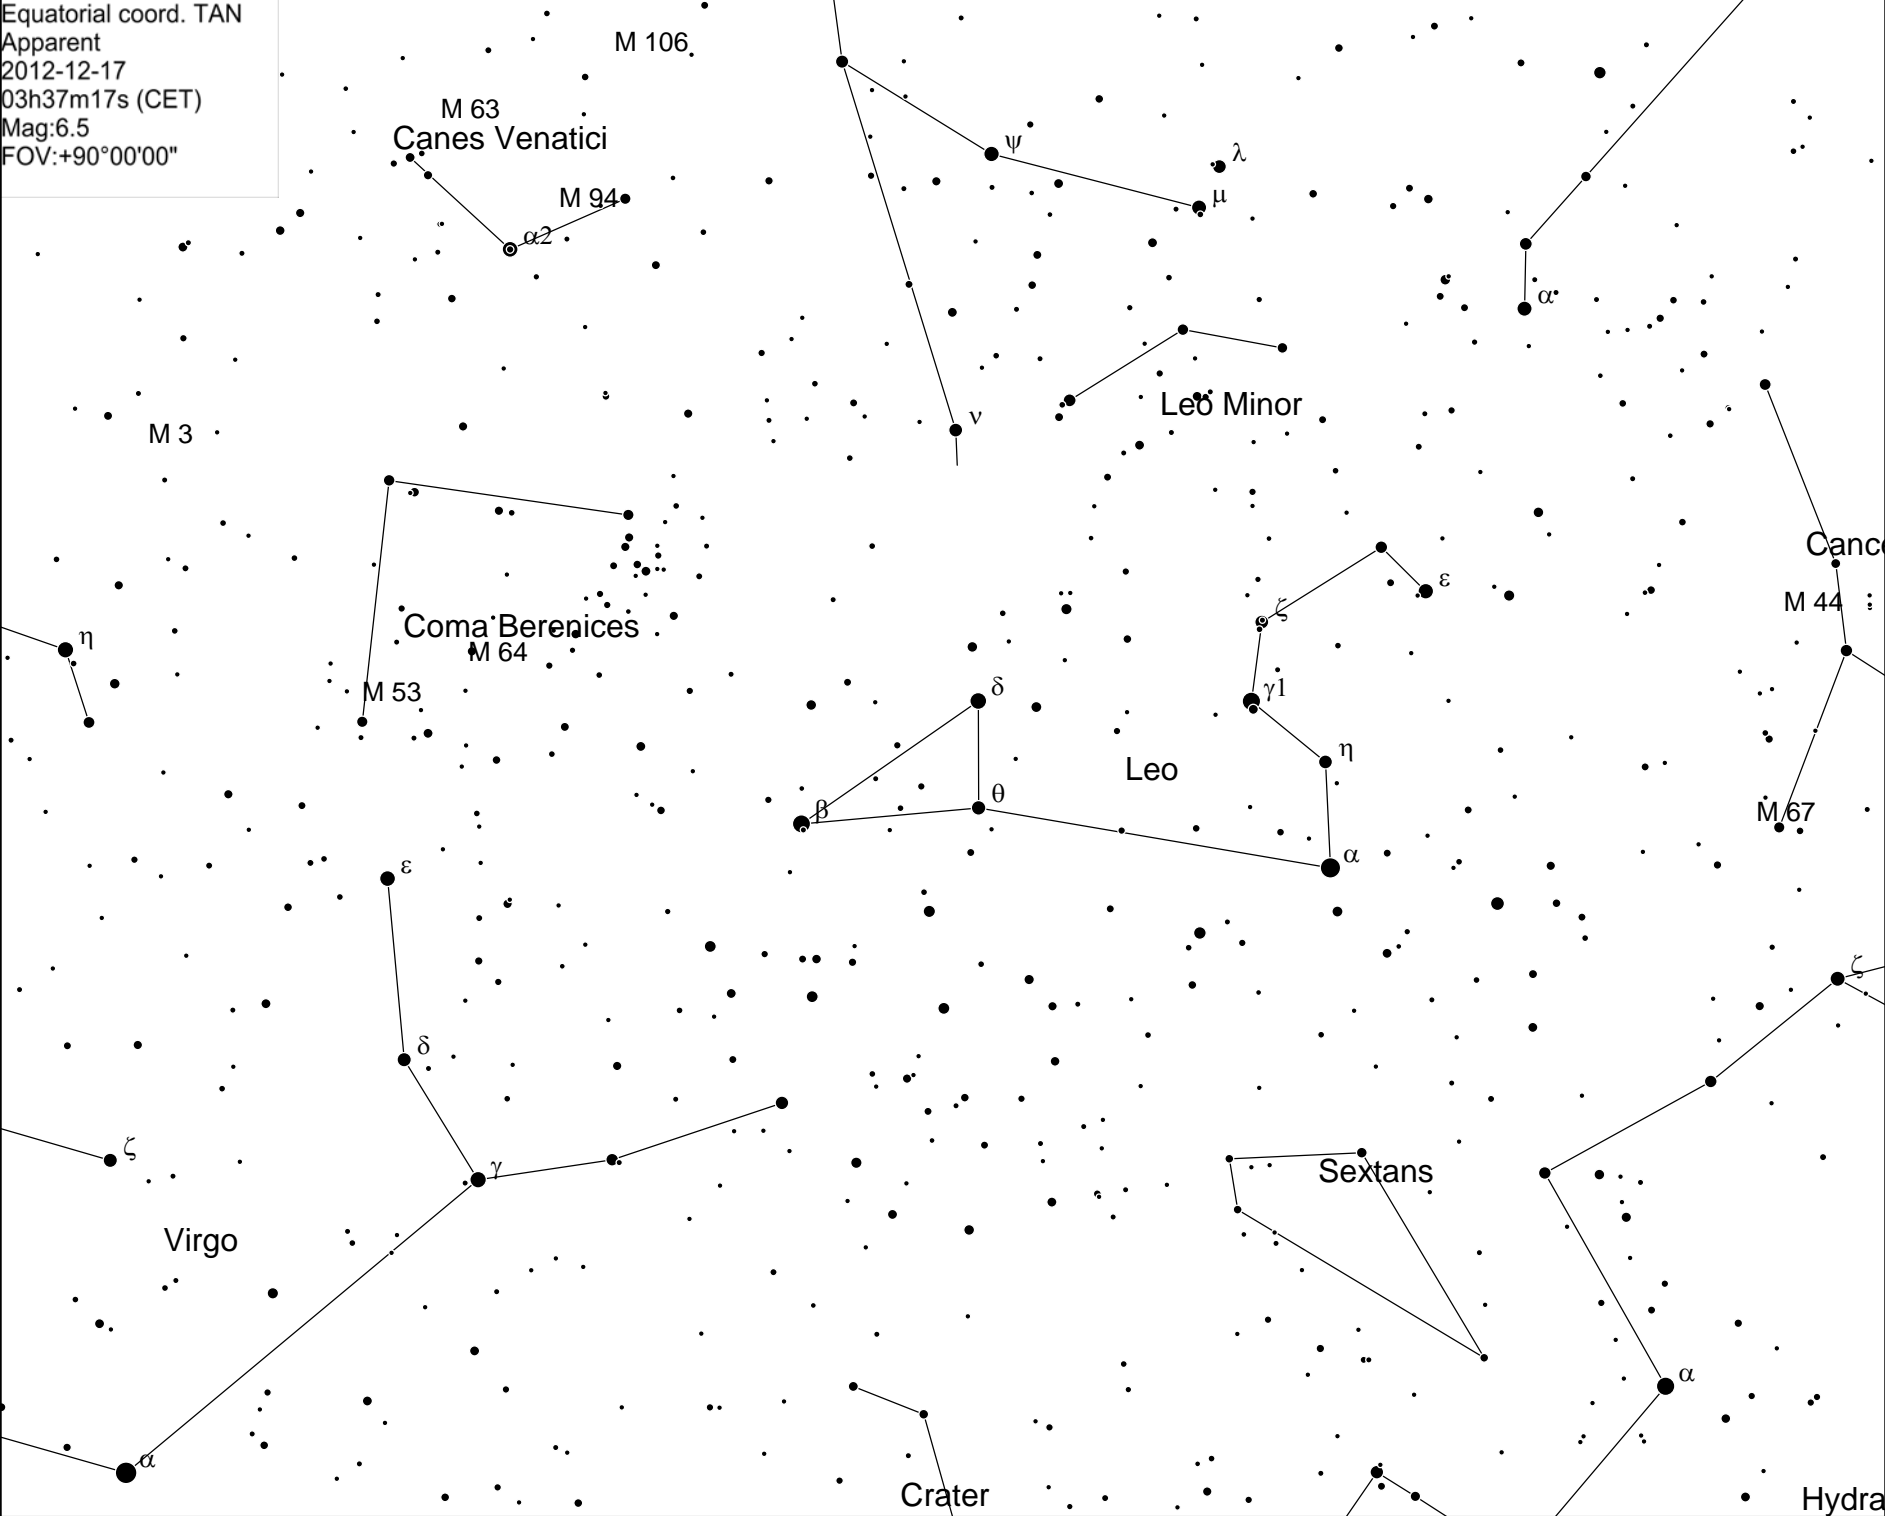 Equatorial coord. TAN
Apparent
2012-12-17
03h37m17s (CET)
Mag:6.5
FOV:+90°00'00"
M 106
M 63
Canes Venatici
ψ
λ
M 94
μ
α2
α
Leo Minor
ν
M 3
Canc
ε
M 44
ζ
Coma Berenices
η
M 64
δ
γ1
M 53
η
Leo
θ
β
M 67
α
ε
ζ
δ
ζ
γ
Sextans
Virgo
α
α
Crater
Hydra